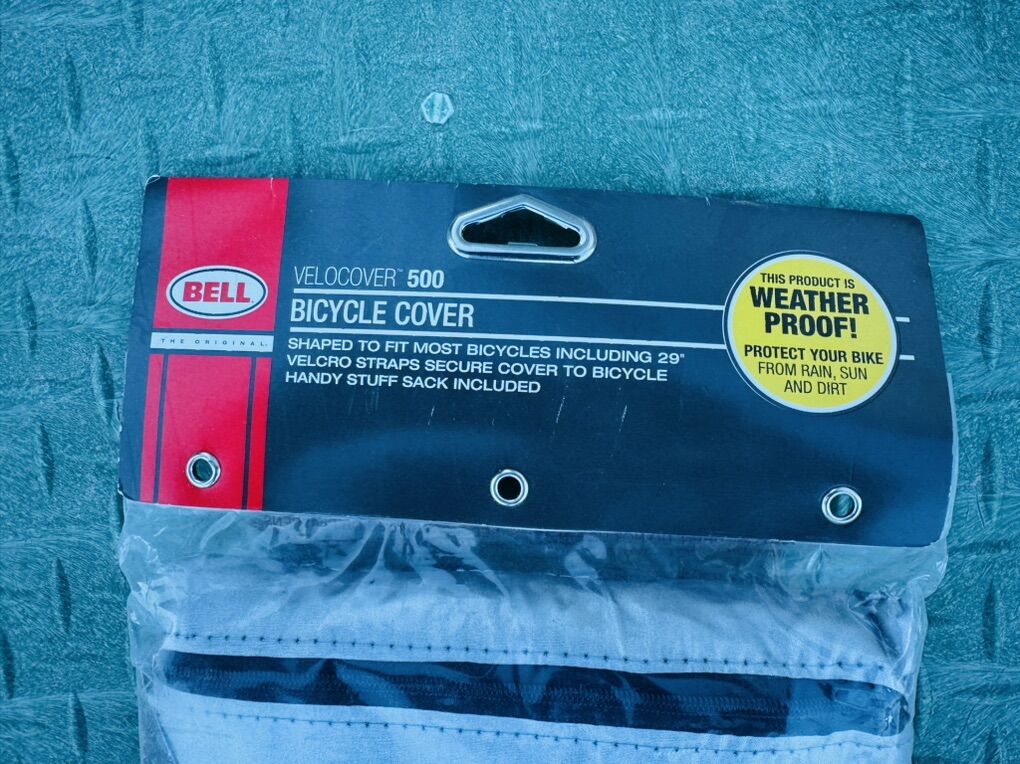 BELL
THE ORIGINAL.
VELOCOVER™ 500
BICYCLE COVER
SHAPED TO FIT MOST BICYCLES INCLUDING 29"
VELCRO STRAPS SECURE COVER TO BICYCLE
HANDY STUFF SACK INCLUDED
THIS PRODUCT IS
WEATHER
PROOF!
PROTECT YOUR BIKE
FROM RAIN, SUN
AND DIRT